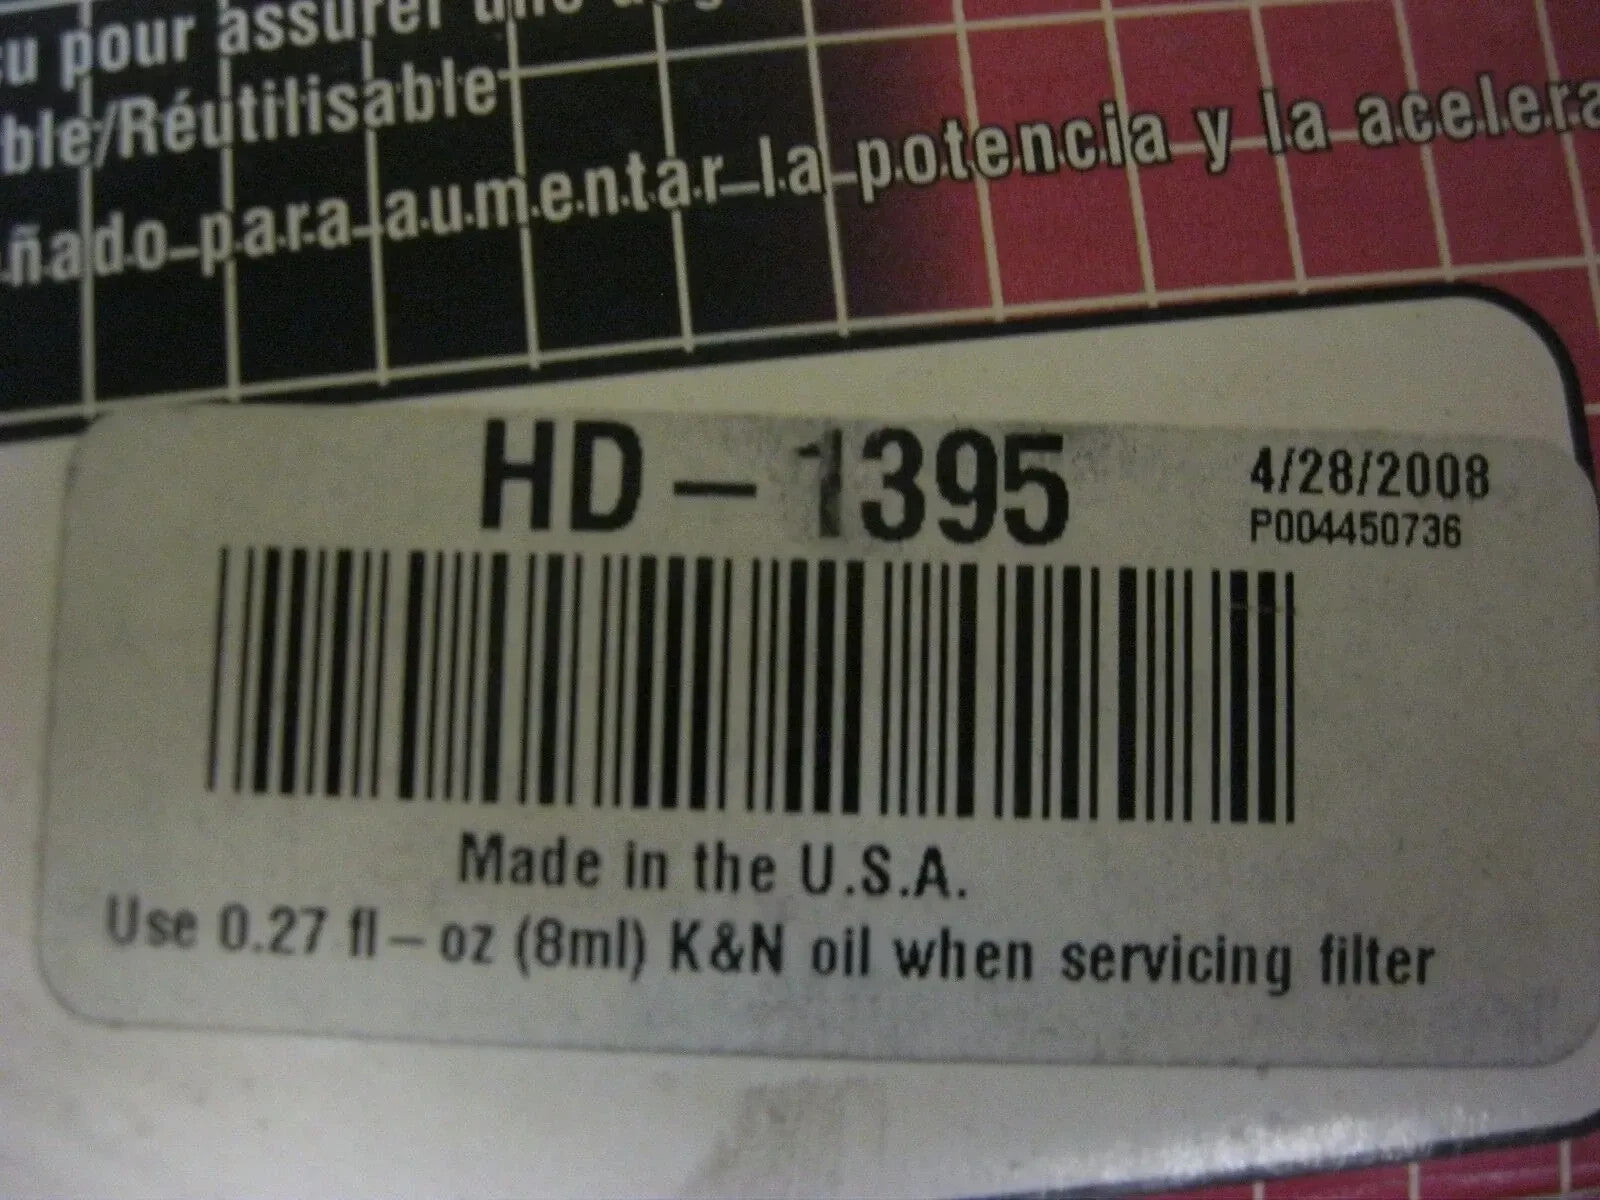 pour assurer une
ble/Réutilisable
ñado para aumentar la potencia y la acelera
HD-1395
4/28/2008
P004450736
Made in the U.S.A.
Use 0.27 fl-oz (8ml) K&N oil when servicing filter